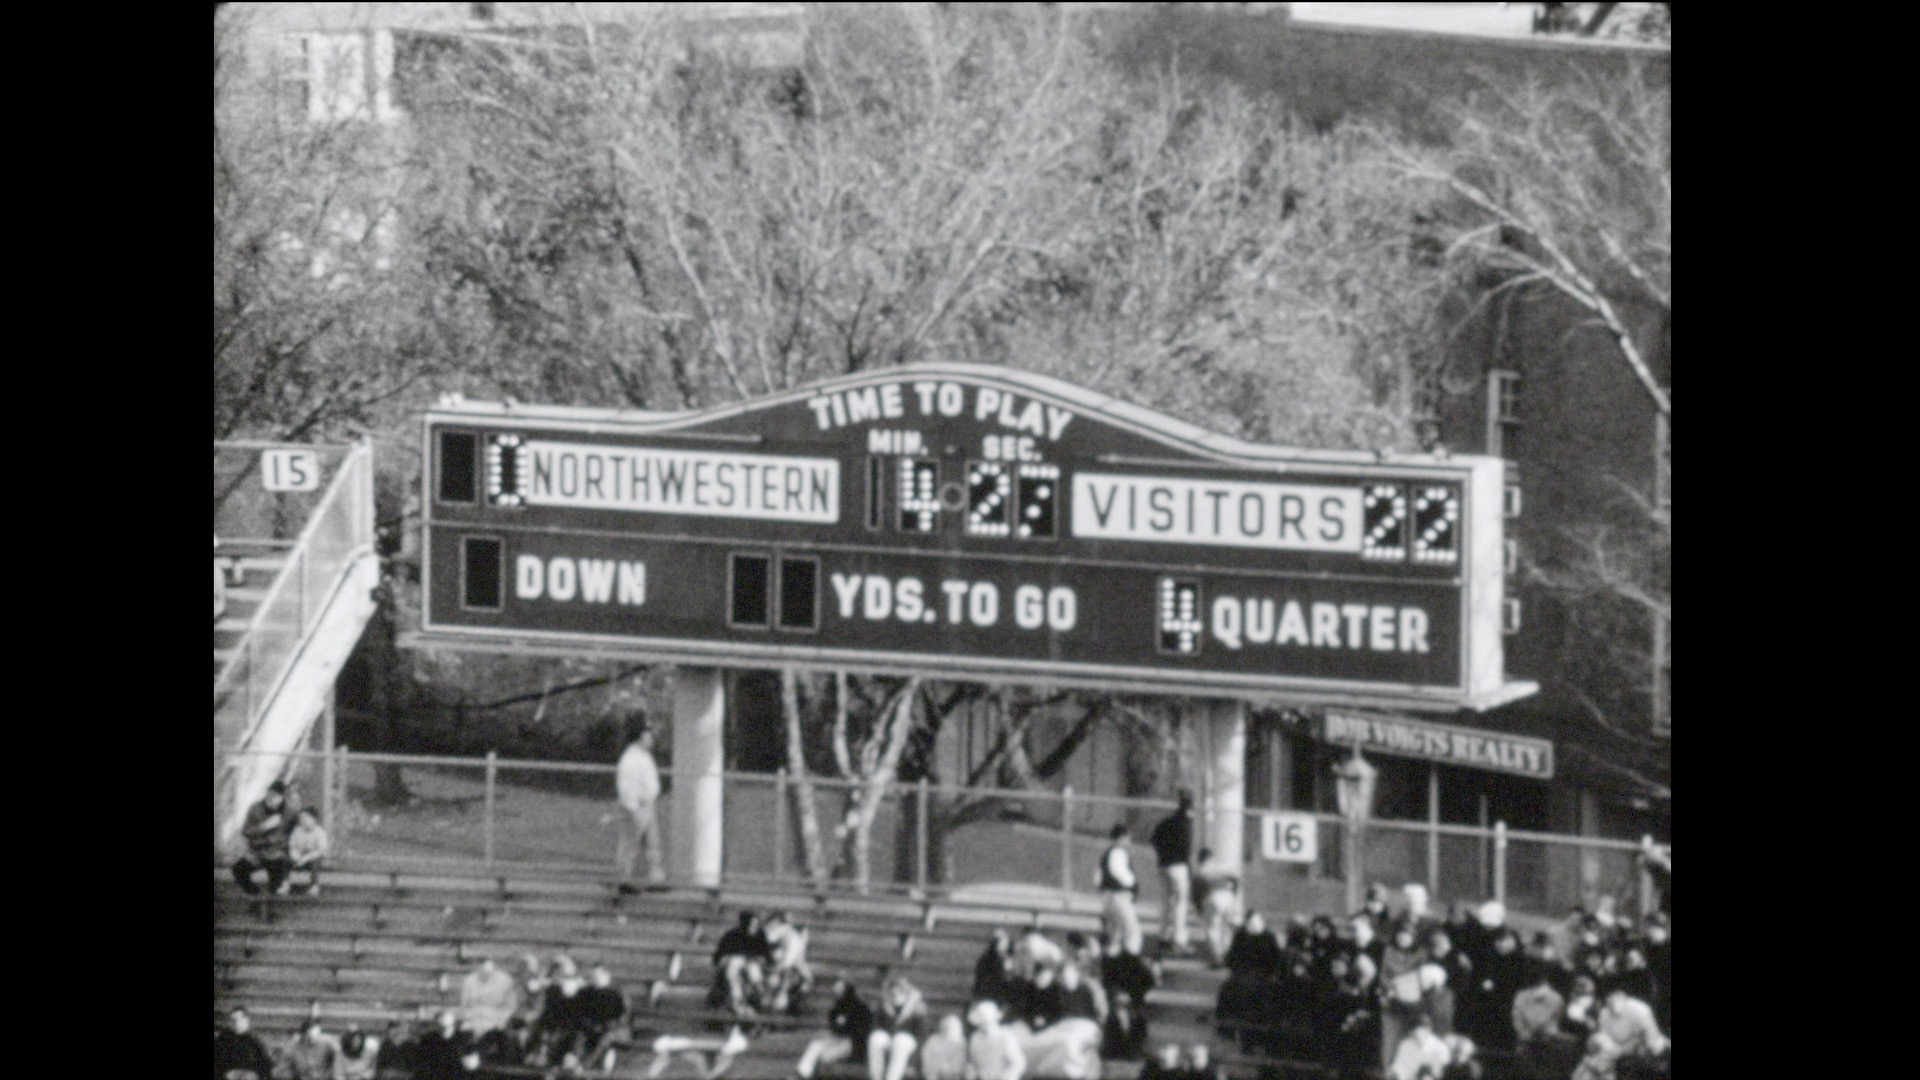 15
TIME TO PLAY
MIN. SEC.
0 NORTHWESTERN 4 27 VISITORS 22
DOWN YDS. TO GO 4 QUARTER
BOB VOIGTS REALTY
16